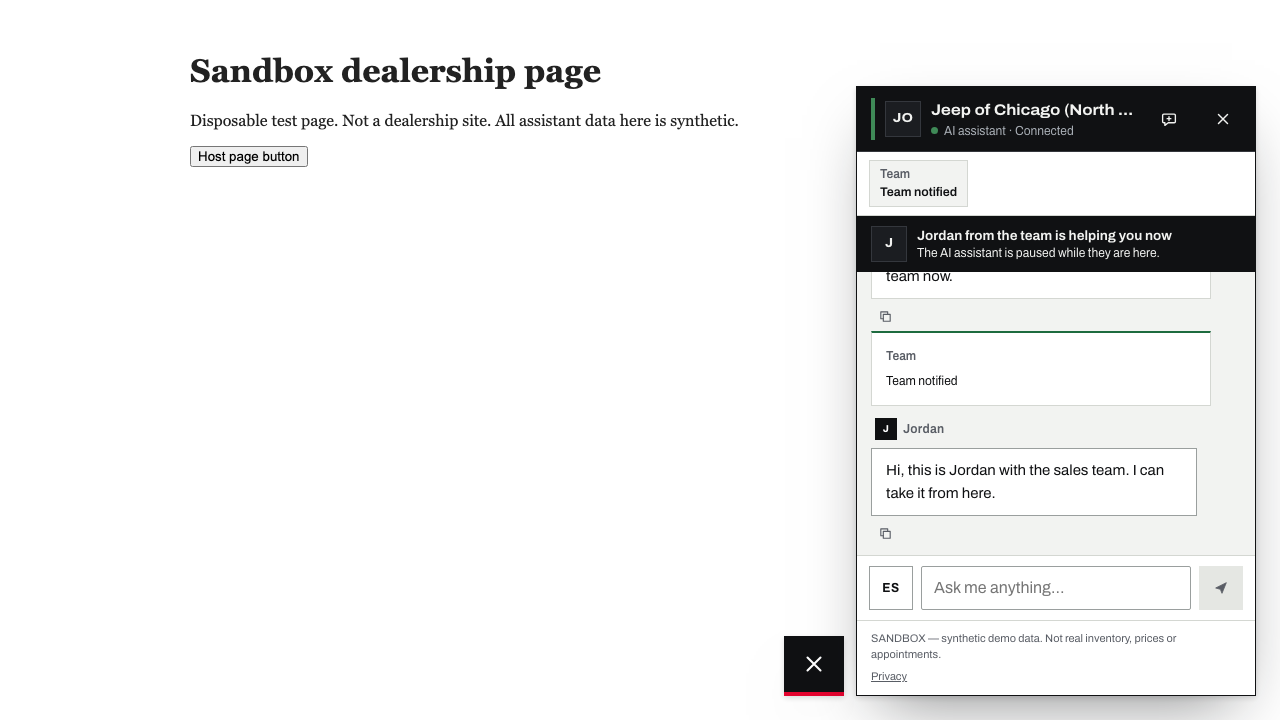 Sandbox dealership page
Disposable test page. Not a dealership site. All assistant data here is synthetic.
Host page button
JO
Jeep of Chicago (North ...
AI assistant · Connected
Team
Team notified
J
Jordan from the team is helping you now
The AI assistant is paused while they are here.
team now.
Team
Team notified
J
Jordan
Hi, this is Jordan with the sales team. I can
take it from here.
ES
Ask me anything...
SANDBOX — synthetic demo data. Not real inventory, prices or
appointments.
Privacy